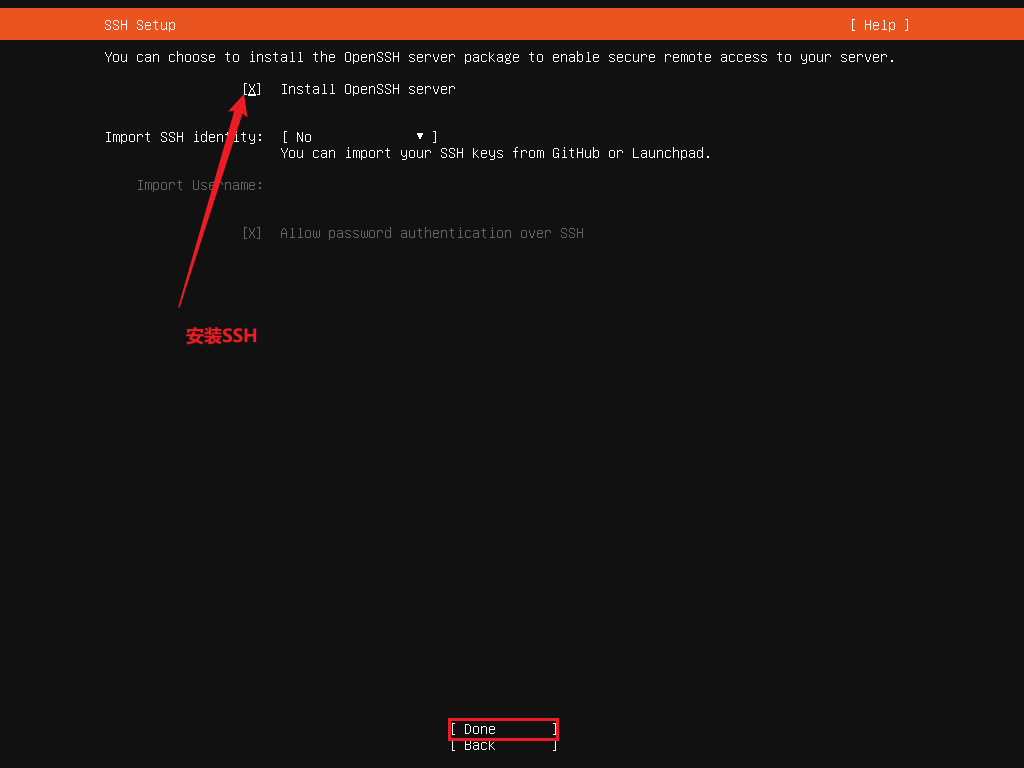 SSH Setup [ Help ]
You can choose to install the OpenSSH server package to enable secure remote access to your server.
[X] Install OpenSSH server
Import SSH identity: [ No ▼ ]
You can import your SSH keys from GitHub or Launchpad.
Import Username:
[X] Allow password authentication over SSH
安装SSH
[ Done ]
[ Back ]